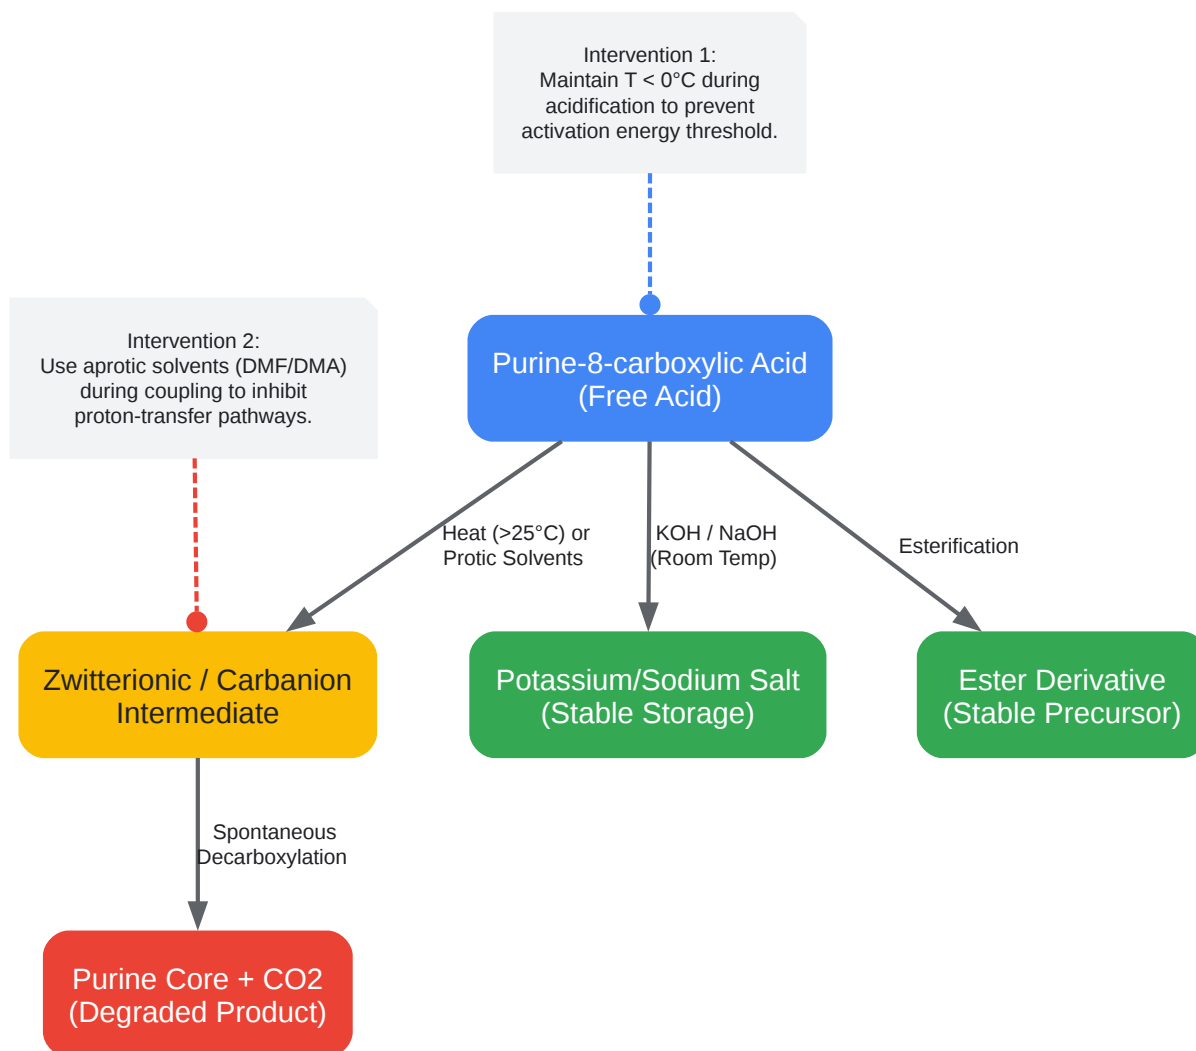 Intervention 1:
Maintain T < 0°C during
acidification to prevent
activation energy threshold.
Intervention 2:
Use aprotic solvents (DMF/DMA)
during coupling to inhibit
proton-transfer pathways.
Purine-8-carboxylic Acid
(Free Acid)
Heat (>25°C) or
Protic Solvents
KOH / NaOH
(Room Temp)
Esterification
Zwitterionic / Carbanion
Intermediate
Potassium/Sodium Salt
(Stable Storage)
Ester Derivative
(Stable Precursor)
Spontaneous
Decarboxylation
Purine Core + CO2
(Degraded Product)